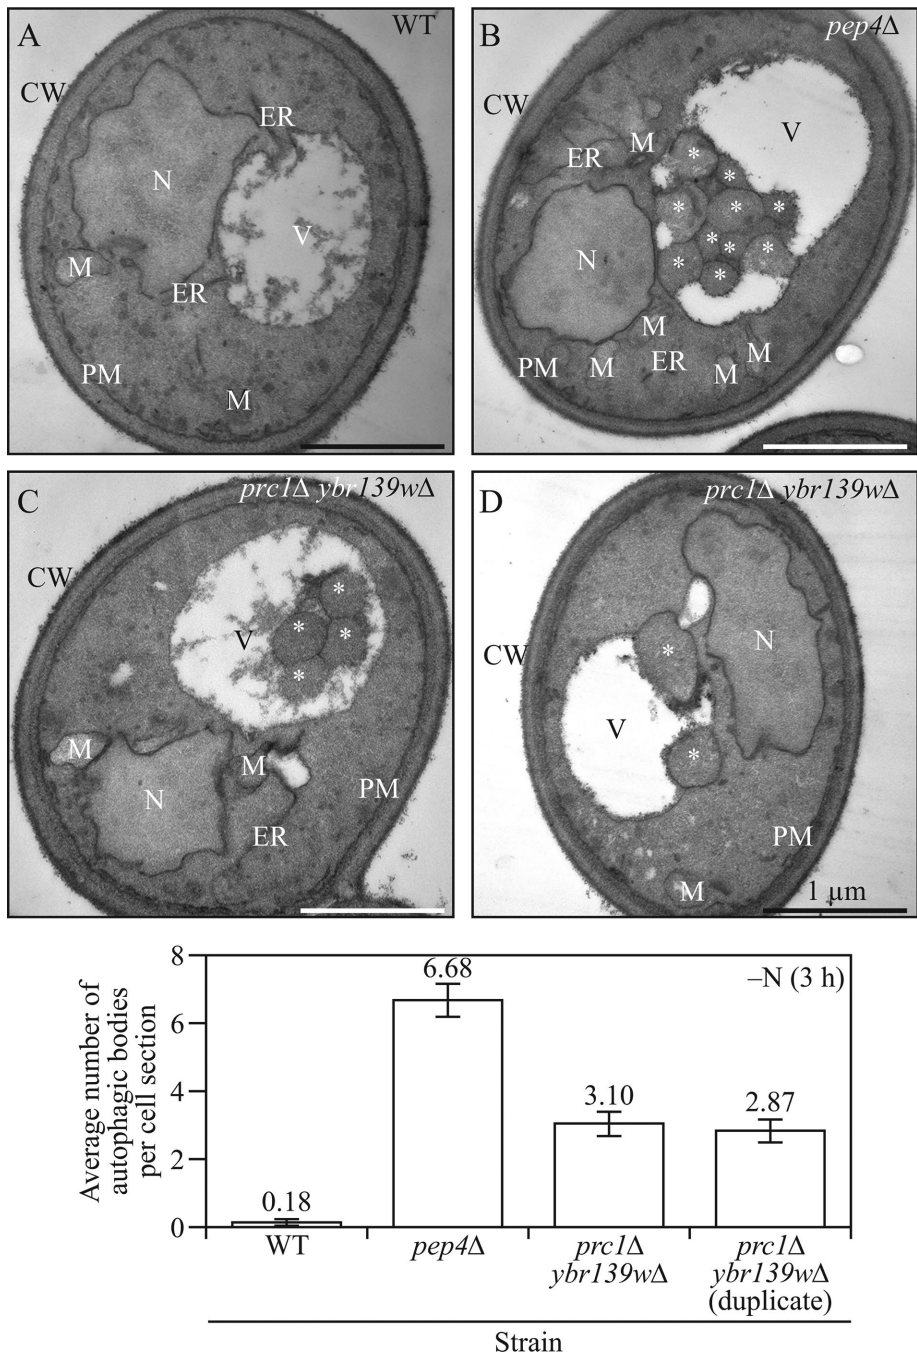 A
WT
CW
ER
N
V
M
ER
PM
M
B
pep4Δ
CW
V
M
ER
*
*
*
*
*
*
*
*
N
*
*
M
M
PM
M
ER
M
C
prc1Δ ybr139wΔ
CW
*
*
*
V
*
M
M
N
PM
ER
D
prc1Δ ybr139wΔ
N
*
CW
V
*
PM
M
1 µm
Average number of
autophagic bodies
per cell section
8
6
4
2
0
–N (3 h)
0.18
6.68
3.10
2.87
WT
pep4Δ
prc1Δ
ybr139wΔ
prc1Δ
ybr139wΔ
(duplicate)
Strain